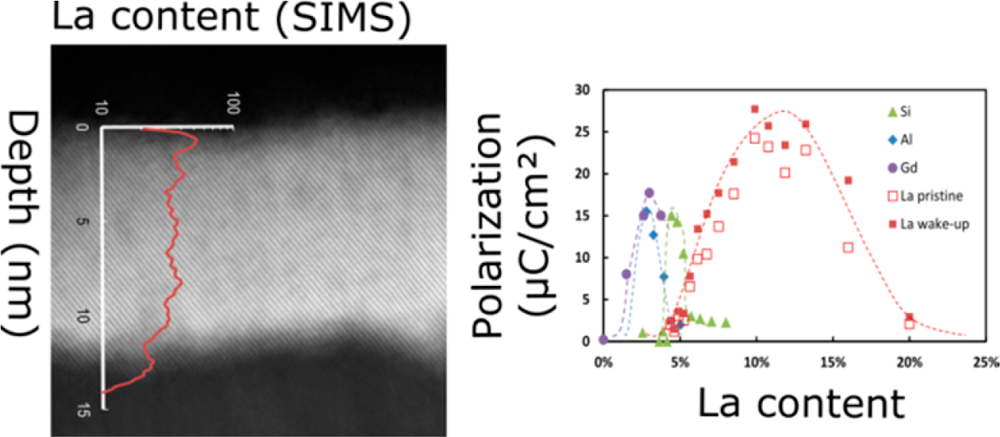 La content (SIMS)
10
100
0
5
10
15
Depth (nm)
Polarization
(μC/cm²)
30
25
20
15
10
5
0
0%
5%
10%
15%
20%
25%
Si
Al
Gd
La pristine
La wake-up
La content